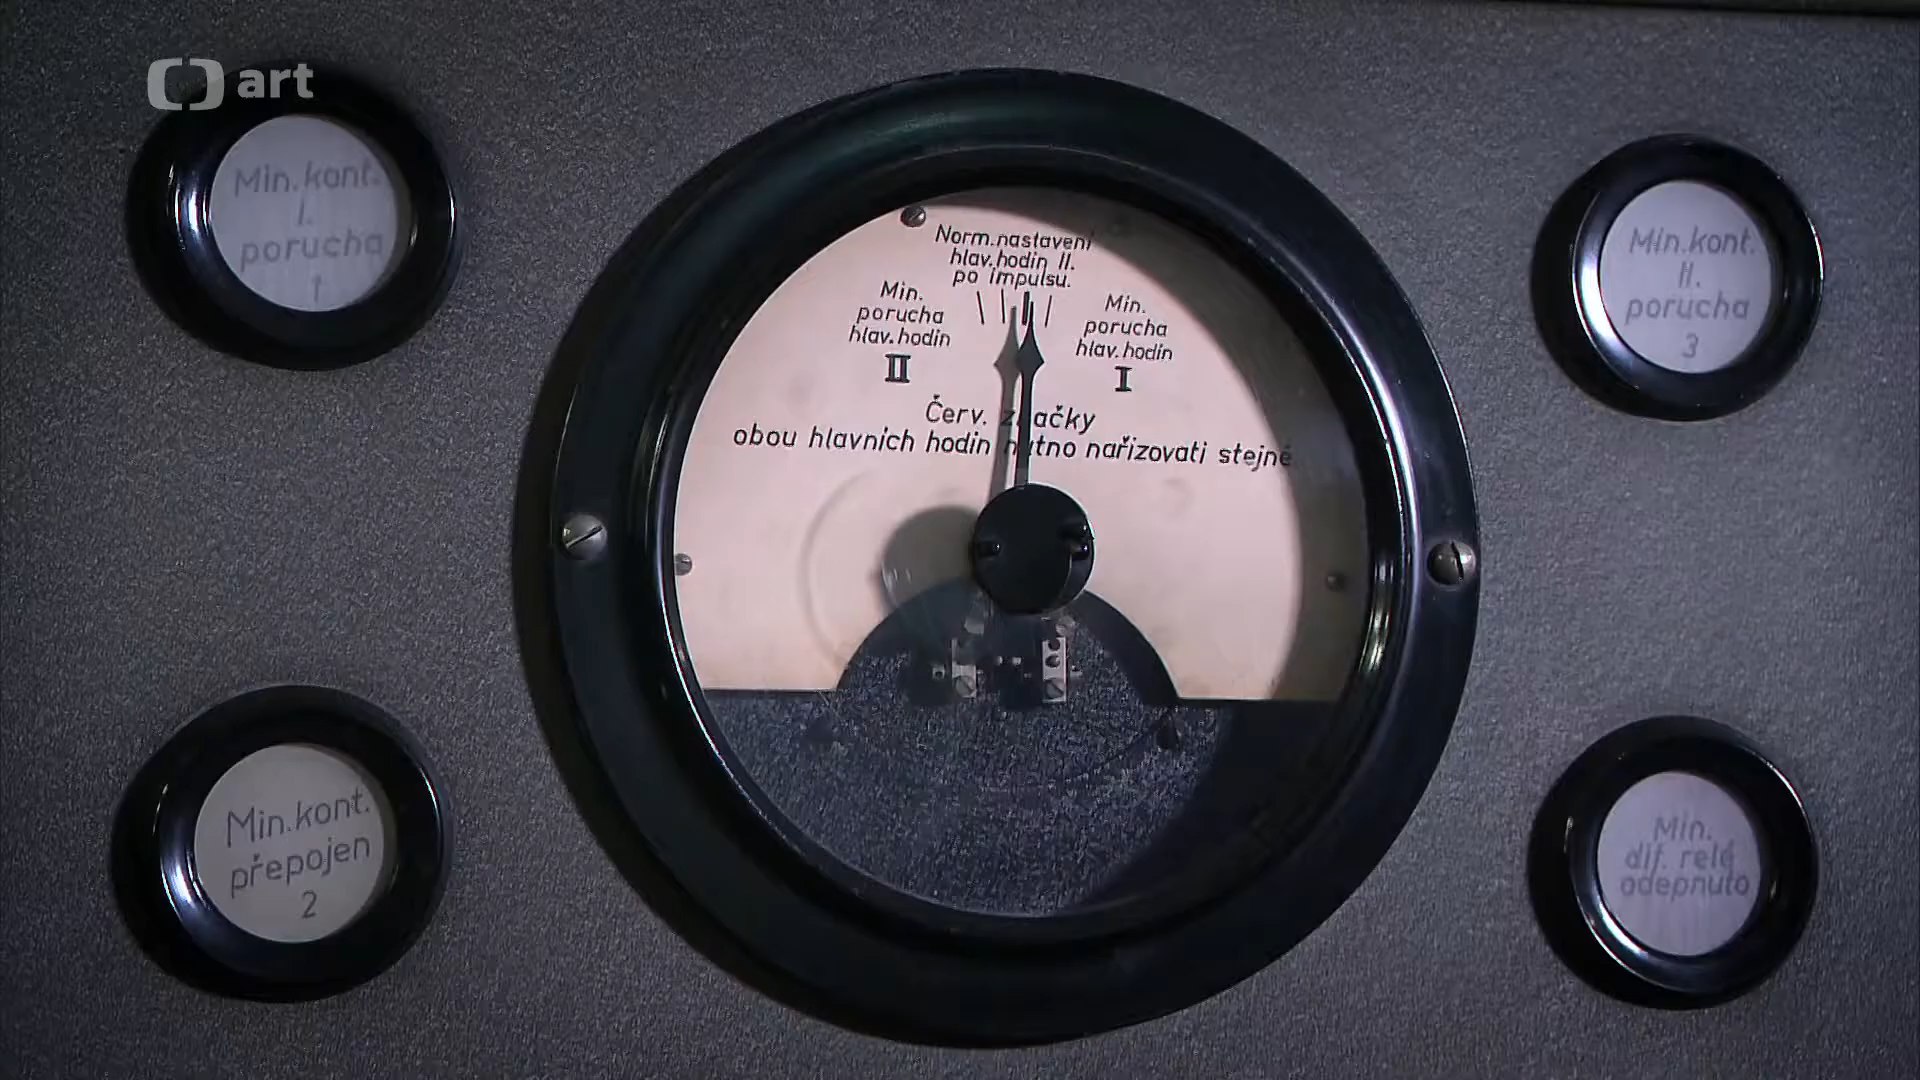 art
Min. kont.
I.
porucha
1
Norm. nastavení
hlav. hodin II.
po impulsu.
Min.
porucha
hlav. hodin
II
Min.
porucha
hlav. hodin
I
Červ. značky
obou hlavních hodin nutno nařizovati stejně
Min. kont.
II.
porucha
3
Min. kont.
přepojen
2
Min.
dif. relé
odepnuto